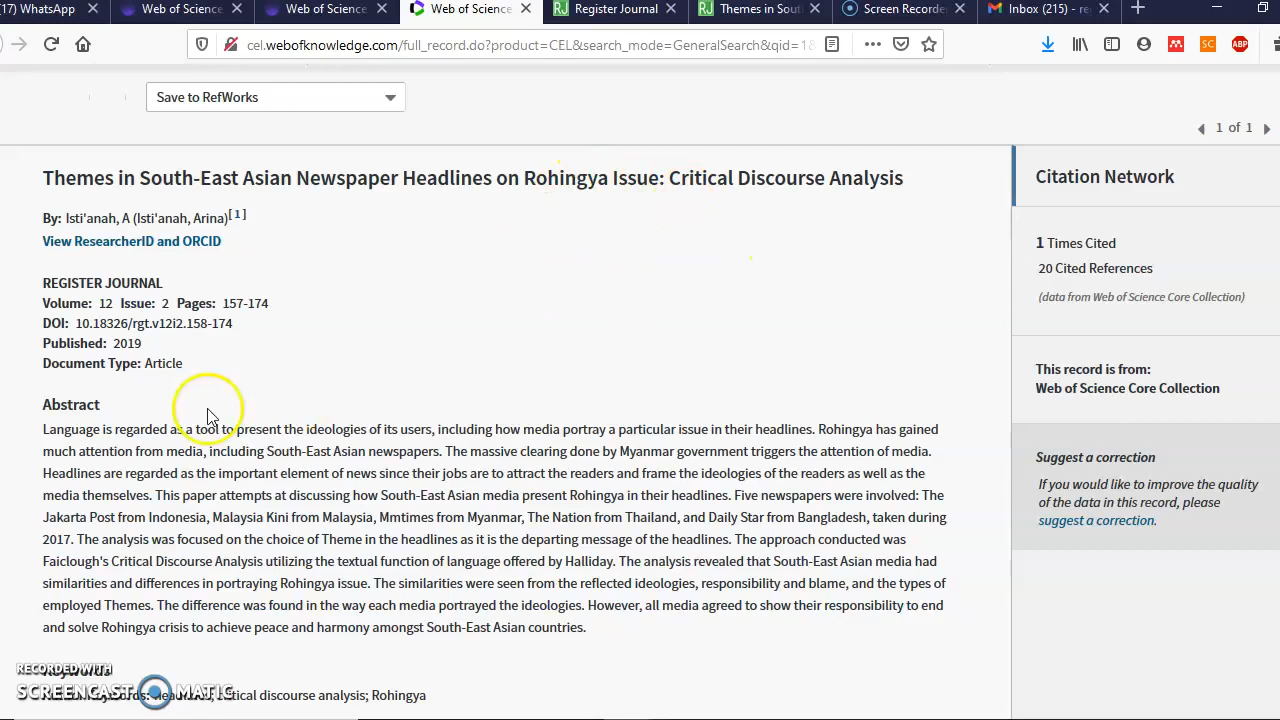 (17) WhatsApp
Web of Science
Web of Science
Web of Science
Register Journal
Themes in Sout
Screen Recorde
Inbox (215) - re
cel.webofknowledge.com/full_record.do?product=CEL&search_mode=GeneralSearch&qid=1
SC
ABP
Save to RefWorks
1 of 1
Themes in South-East Asian Newspaper Headlines on Rohingya Issue: Critical Discourse Analysis
By: Isti'anah, A (Isti'anah, Arina)[ 1 ]
View ResearcherID and ORCID
REGISTER JOURNAL
Volume: 12 Issue: 2 Pages: 157-174
DOI: 10.18326/rgt.v12i2.158-174
Published: 2019
Document Type: Article
Abstract
Language is regarded as a tool to present the ideologies of its users, including how media portray a particular issue in their headlines. Rohingya has gained
much attention from media, including South-East Asian newspapers. The massive clearing done by Myanmar government triggers the attention of media.
Headlines are regarded as the important element of news since their jobs are to attract the readers and frame the ideologies of the readers as well as the
media themselves. This paper attempts at discussing how South-East Asian media present Rohingya in their headlines. Five newspapers were involved: The
Jakarta Post from Indonesia, Malaysia Kini from Malaysia, Mmtimes from Myanmar, The Nation from Thailand, and Daily Star from Bangladesh, taken during
2017. The analysis was focused on the choice of Theme in the headlines as it is the departing message of the headlines. The approach conducted was
Faiclough's Critical Discourse Analysis utilizing the textual function of language offered by Halliday. The analysis revealed that South-East Asian media had
similarities and differences in portraying Rohingya issue. The similarities were seen from the reflected ideologies, responsibility and blame, and the types of
employed Themes. The difference was found in the way each media portrayed the ideologies. However, all media agreed to show their responsibility to end
and solve Rohingya crisis to achieve peace and harmony amongst South-East Asian countries.
Keywords
critical discourse analysis; Rohingya
Citation Network
1 Times Cited
20 Cited References
(data from Web of Science Core Collection)
This record is from:
Web of Science Core Collection
Suggest a correction
If you would like to improve the quality
of the data in this record, please
suggest a correction.
RECORDED WITH
SCREENCAST MATIC